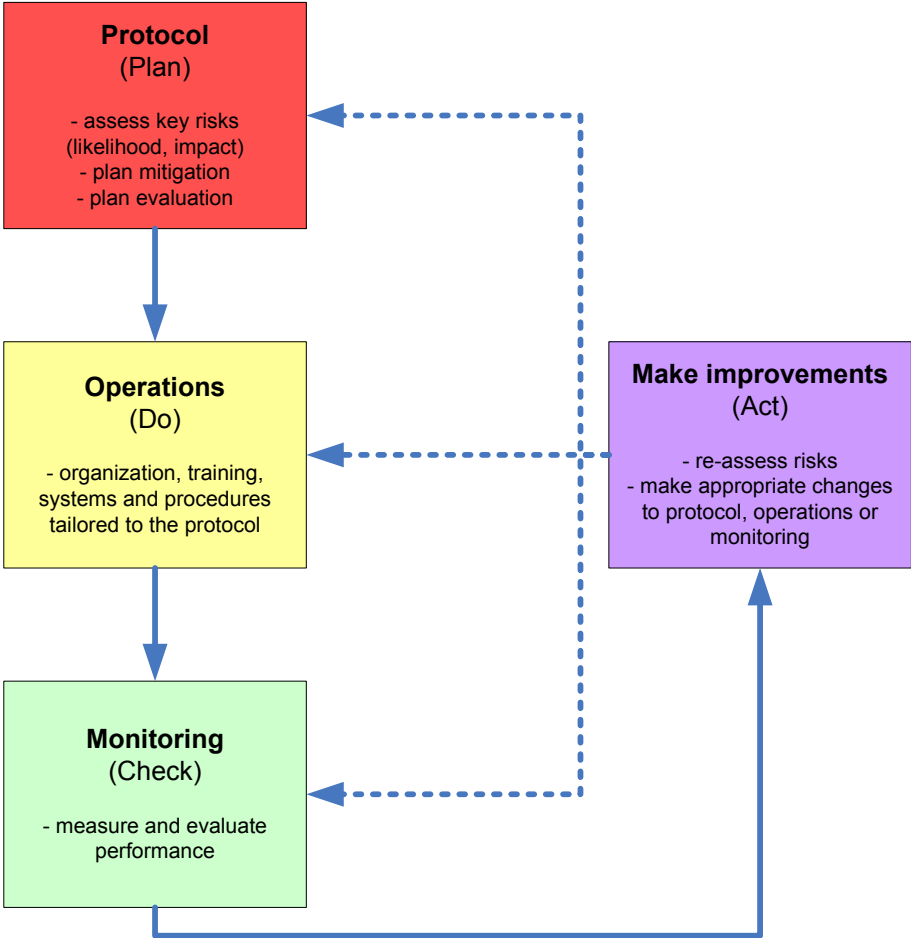 Protocol
(Plan)
- assess key risks
(likelihood, impact)
- plan mitigation
- plan evaluation
Operations
(Do)
- organization, training,
systems and procedures
tailored to the protocol
Make improvements
(Act)
- re-assess risks
- make appropriate changes
to protocol, operations or
monitoring
Monitoring
(Check)
- measure and evaluate
performance